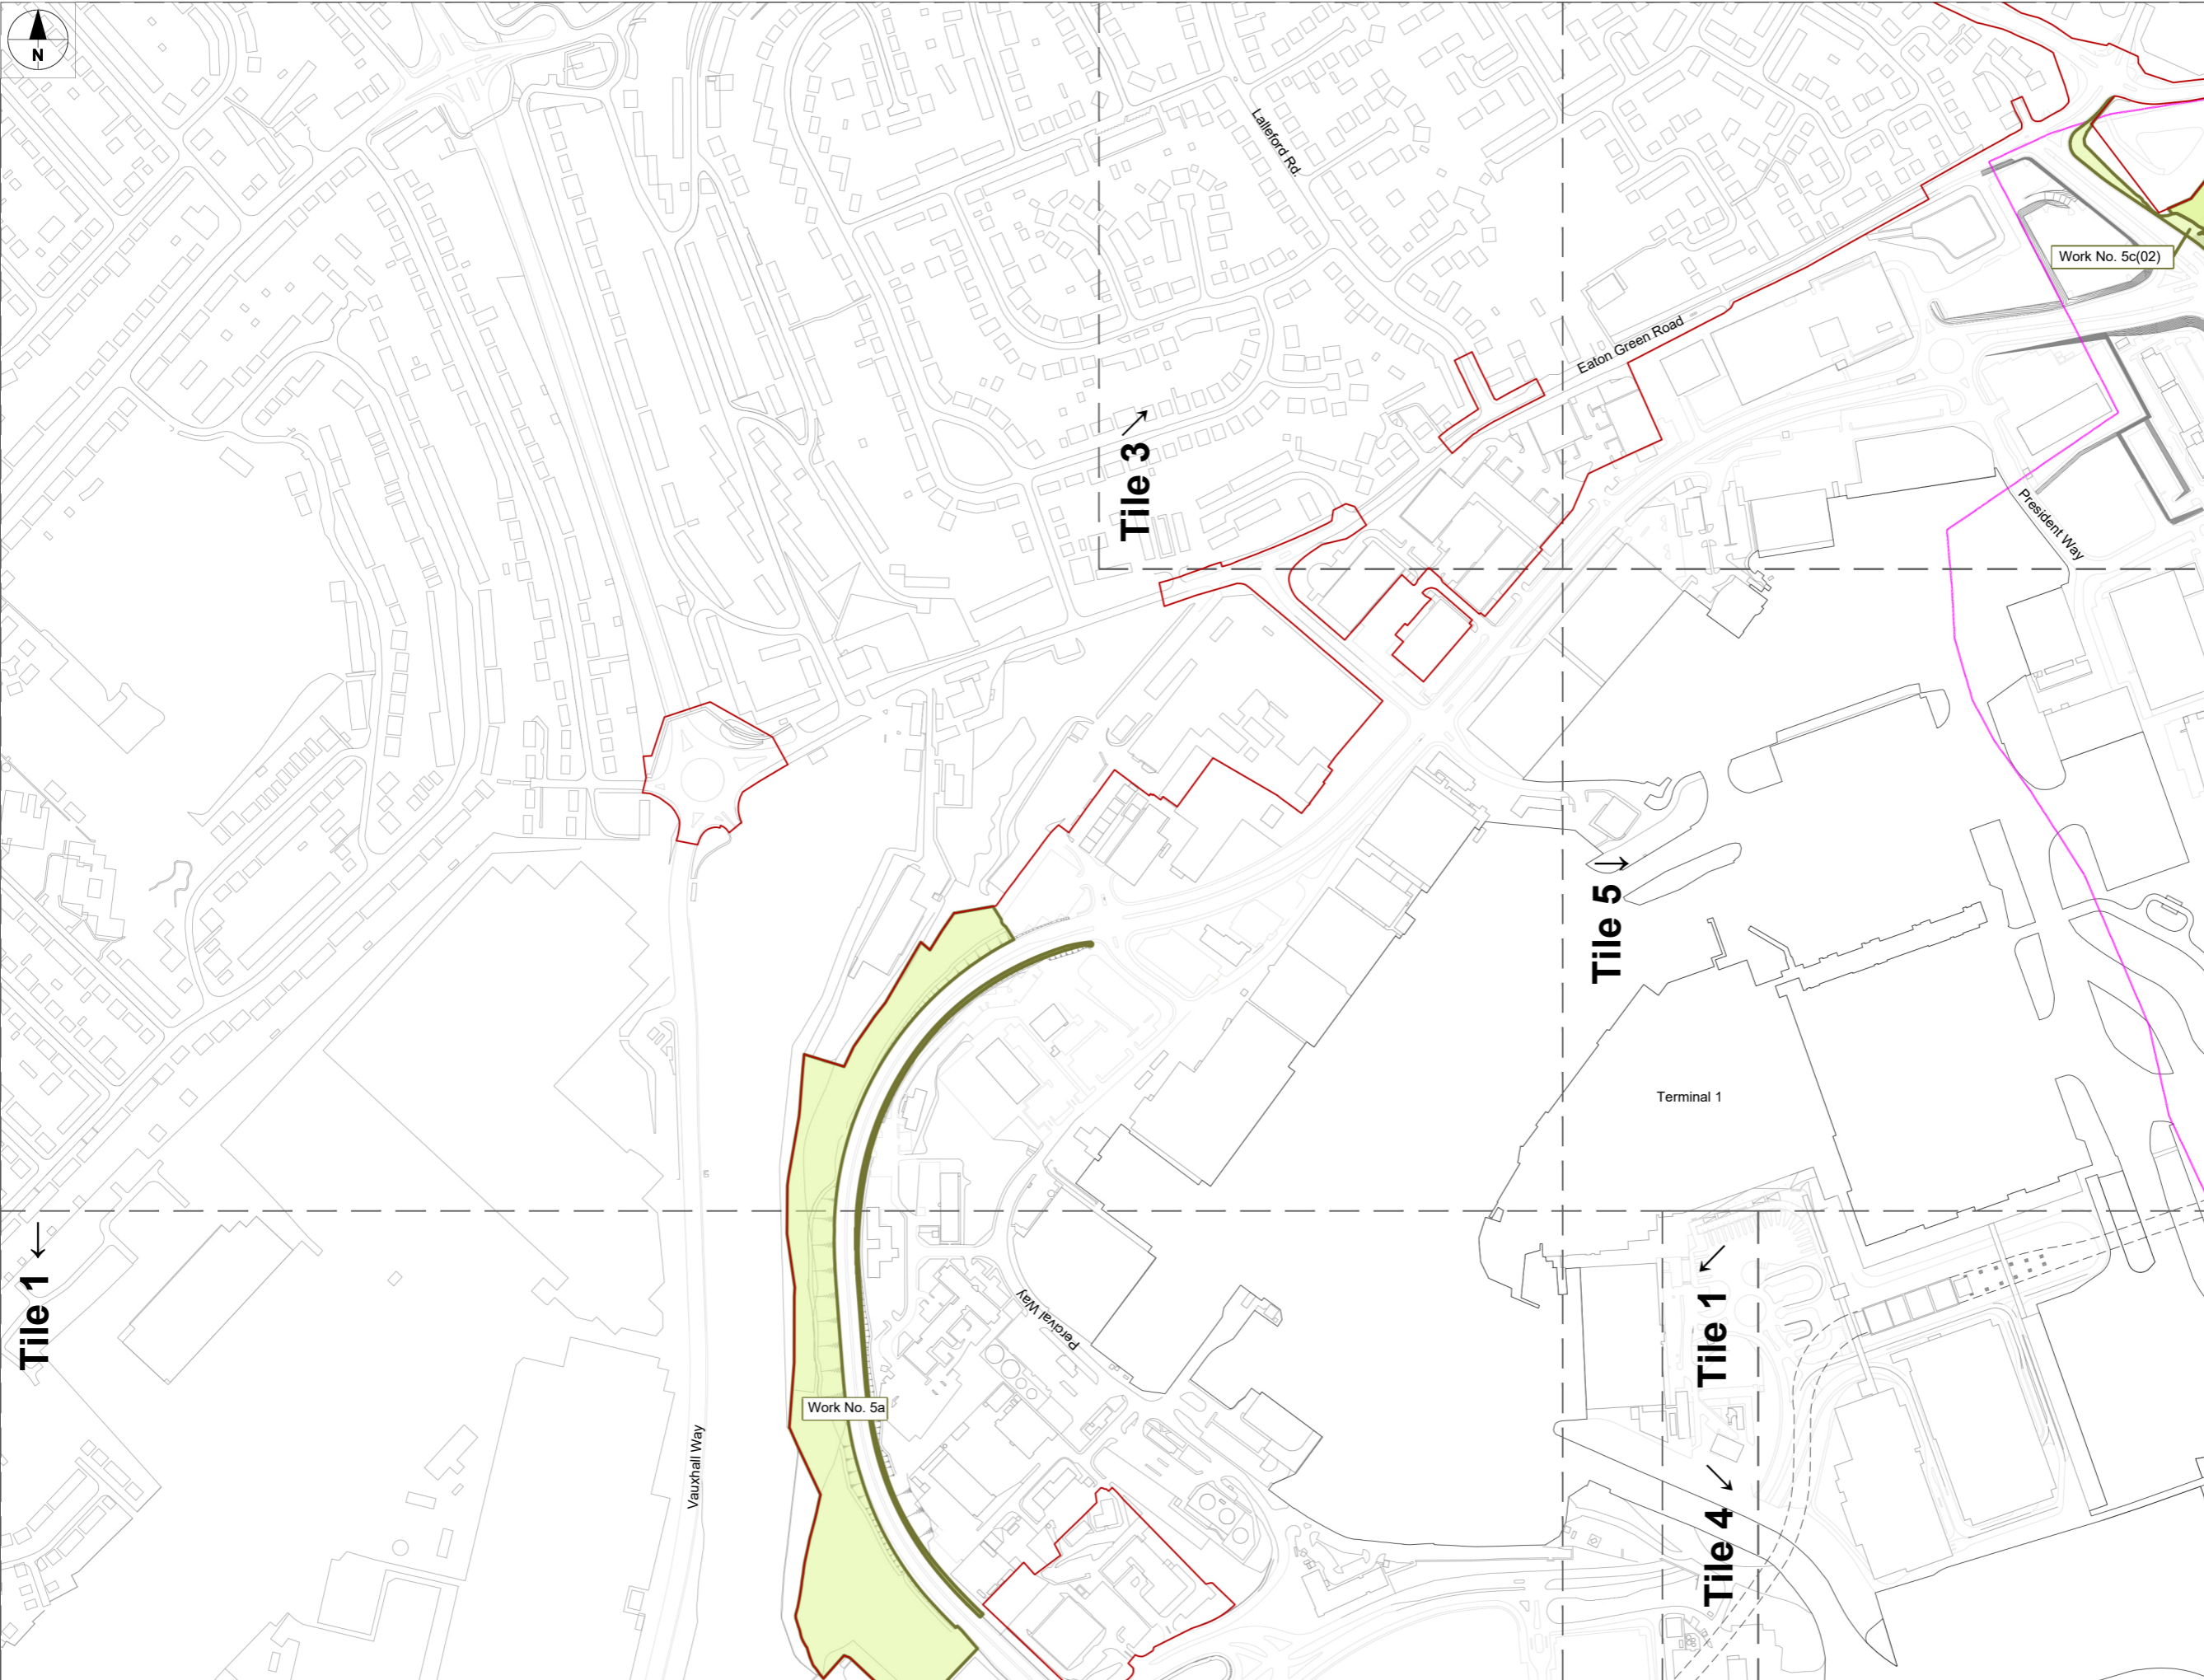 N
Lalleford Rd.
Work No. 5c(02)
Eaton Green Road
Tile 3
President Way
Tile 5
Terminal 1
Tile 1
Tile 1
Percival Way
Work No. 5a
Vauxhall Way
Tile 4